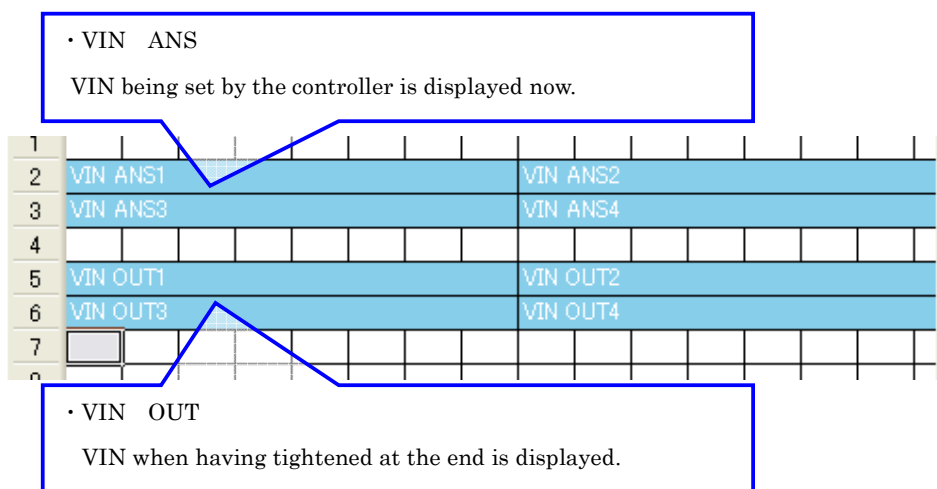 ・VIN ANS
VIN being set by the controller is displayed now.
1
2 VIN ANS1 VIN ANS2
3 VIN ANS3 VIN ANS4
4
5 VIN OUT1 VIN OUT2
6 VIN OUT3 VIN OUT4
7
・VIN OUT
VIN when having tightened at the end is displayed.